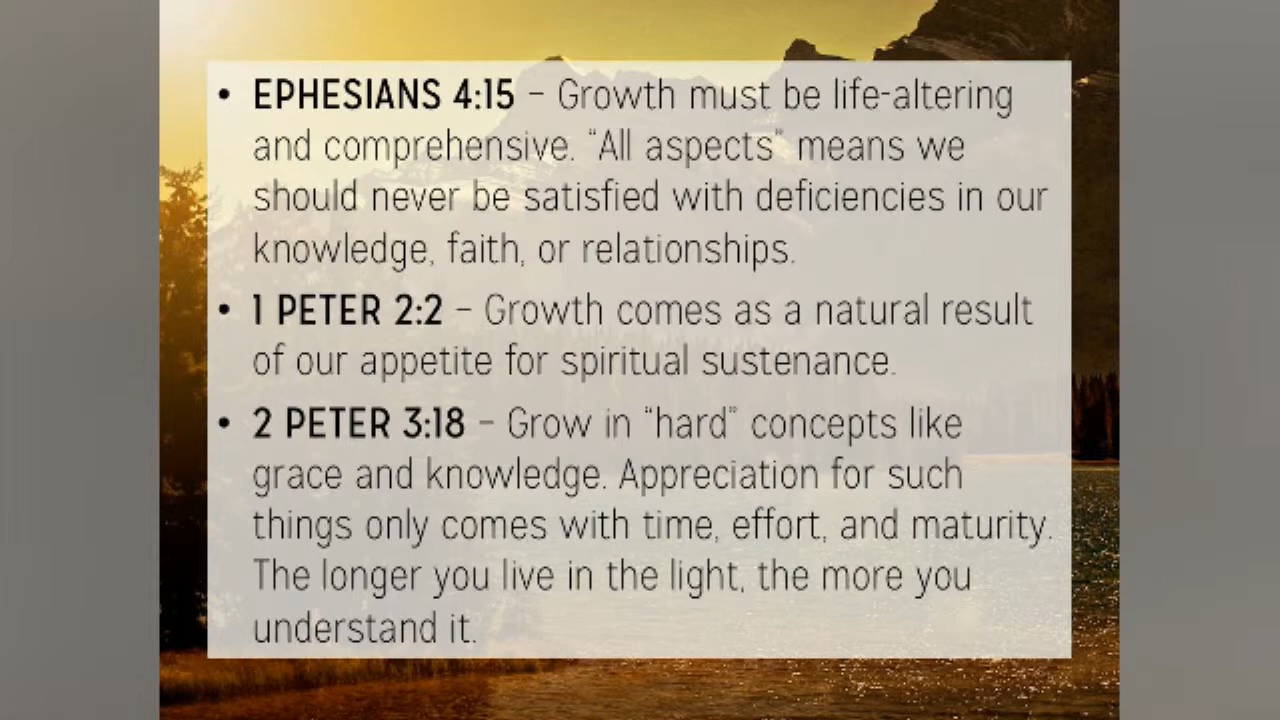 • EPHESIANS 4:15 – Growth must be life-altering
and comprehensive. “All aspects” means we
should never be satisfied with deficiencies in our
knowledge, faith, or relationships.
• 1 PETER 2:2 – Growth comes as a natural result
of our appetite for spiritual sustenance.
• 2 PETER 3:18 – Grow in “hard” concepts like
grace and knowledge. Appreciation for such
things only comes with time, effort, and maturity.
The longer you live in the light, the more you
understand it.